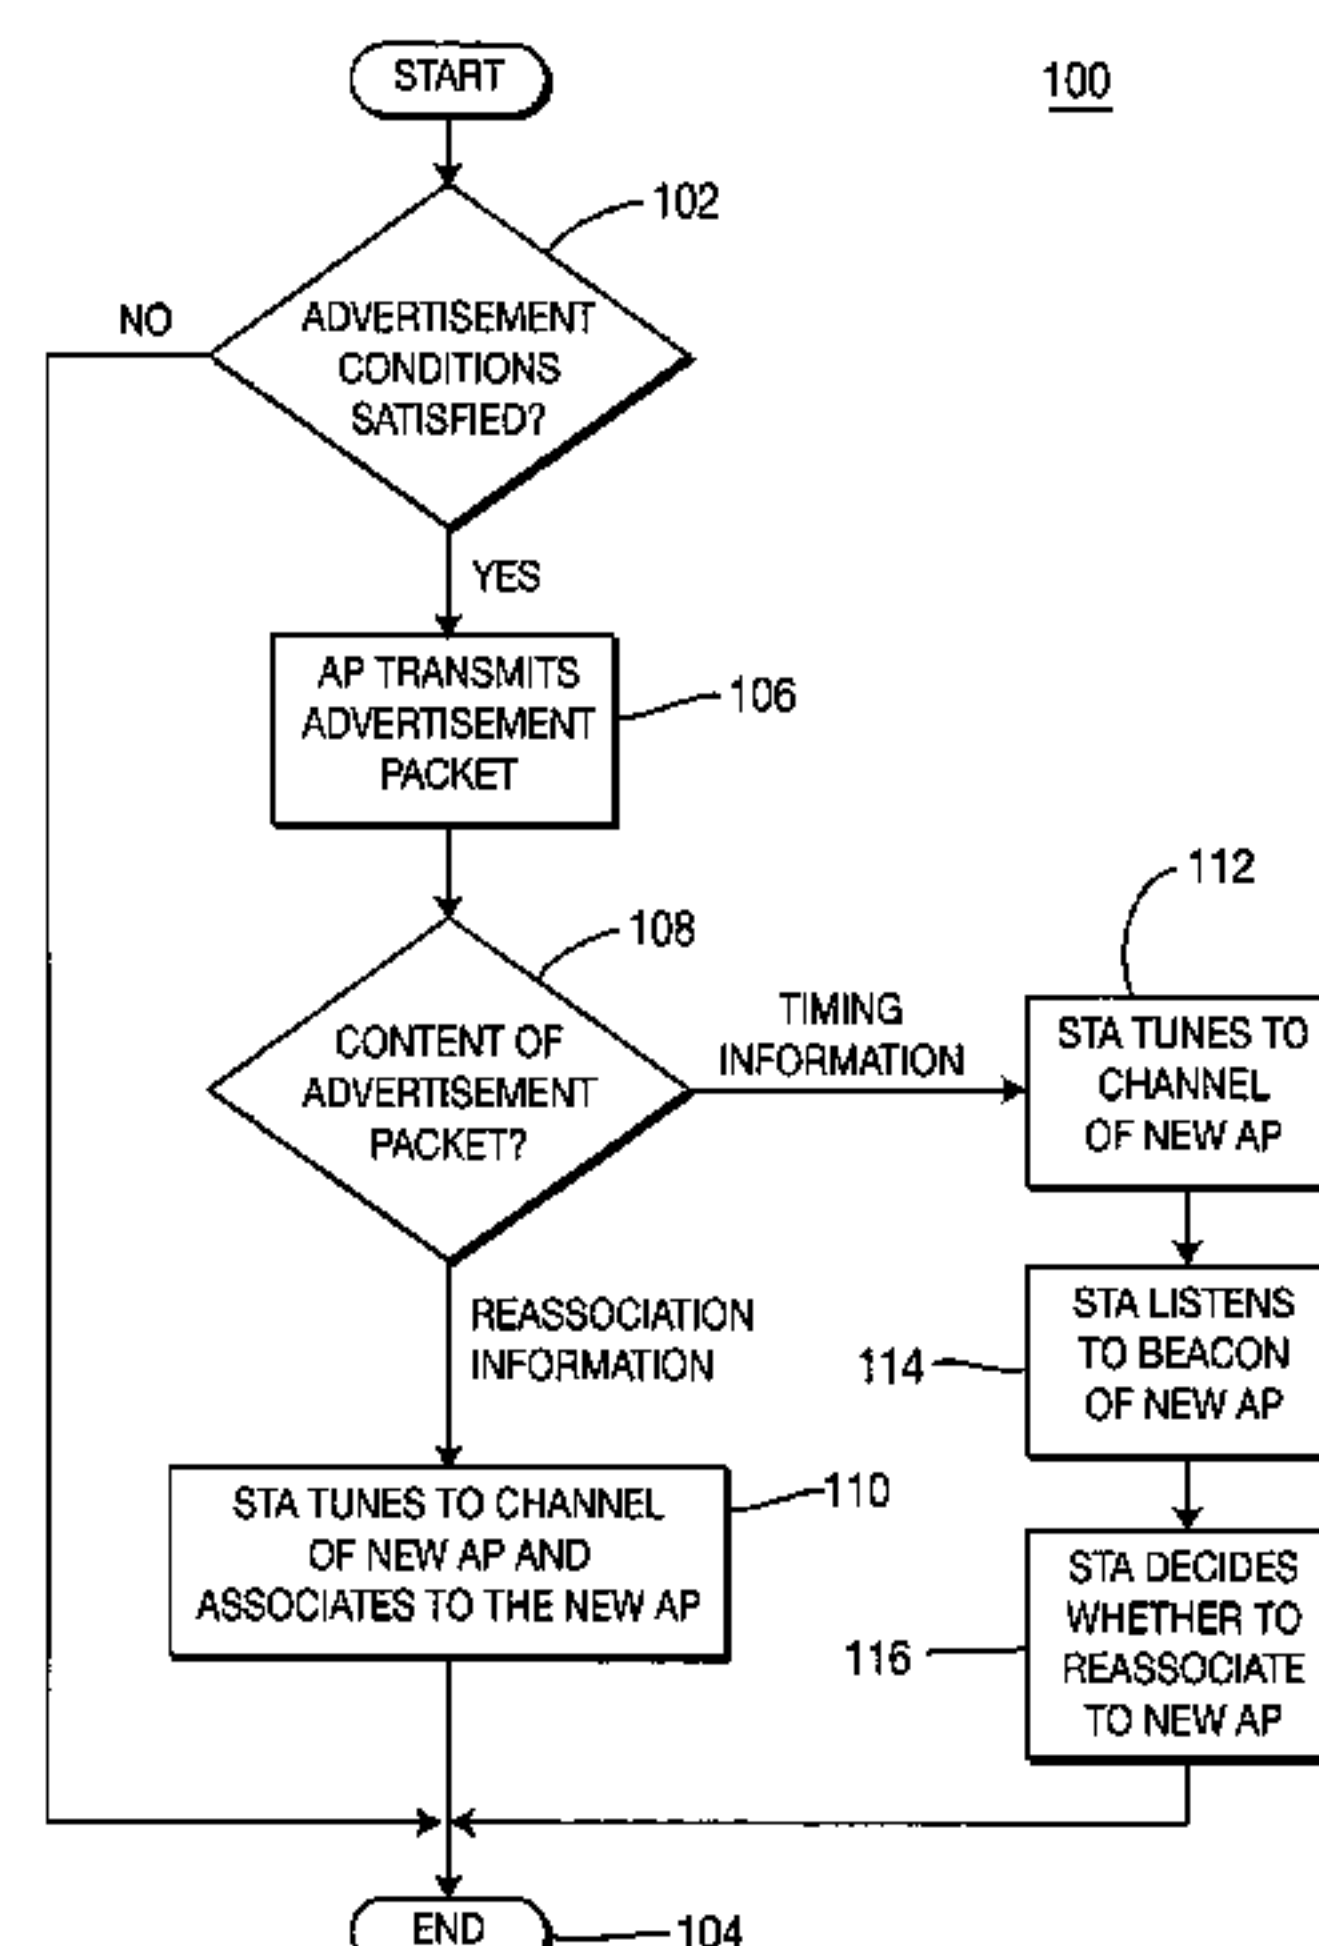 START
100
102
NO
ADVERTISEMENT
CONDITIONS
SATISFIED?
YES
AP TRANSMITS
ADVERTISEMENT
PACKET
106
108
CONTENT OF
ADVERTISEMENT
PACKET?
TIMING
INFORMATION
112
STA TUNES TO
CHANNEL
OF NEW AP
REASSOCIATION
INFORMATION
114
STA LISTENS
TO BEACON
OF NEW AP
STA TUNES TO CHANNEL
OF NEW AP AND
ASSOCIATES TO THE NEW AP
110
116
STA DECIDES
WHETHER TO
REASSOCIATE
TO NEW AP
END
104